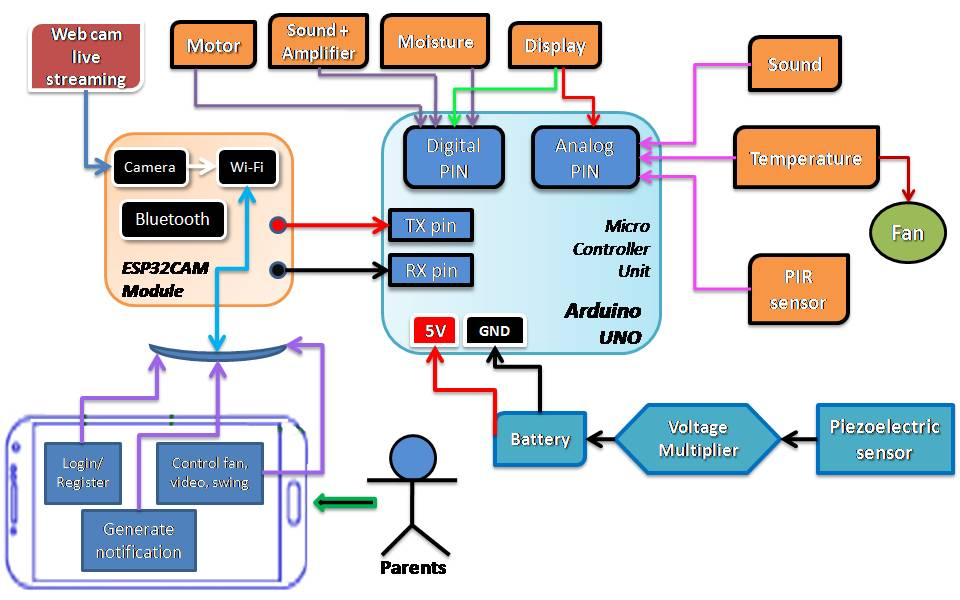 Web cam
live
streaming
Motor
Sound +
Amplifier
Moisture
Display
Sound
Digital
PIN
Analog
PIN
Temperature
Camera
Wi-Fi
Bluetooth
TX pin
Micro
Controller
Unit
Fan
ESP32CAM
Module
RX pin
PIR
sensor
Arduino
UNO
5V
GND
Battery
Voltage
Multiplier
Piezoelectric
sensor
Login/
Register
Control fan,
video, swing
Generate
notification
Parents